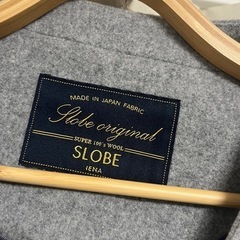 MADE IN JAPAN FABRIC
Slobe original
SUPER 100's WOOL
SLOBE
IENA